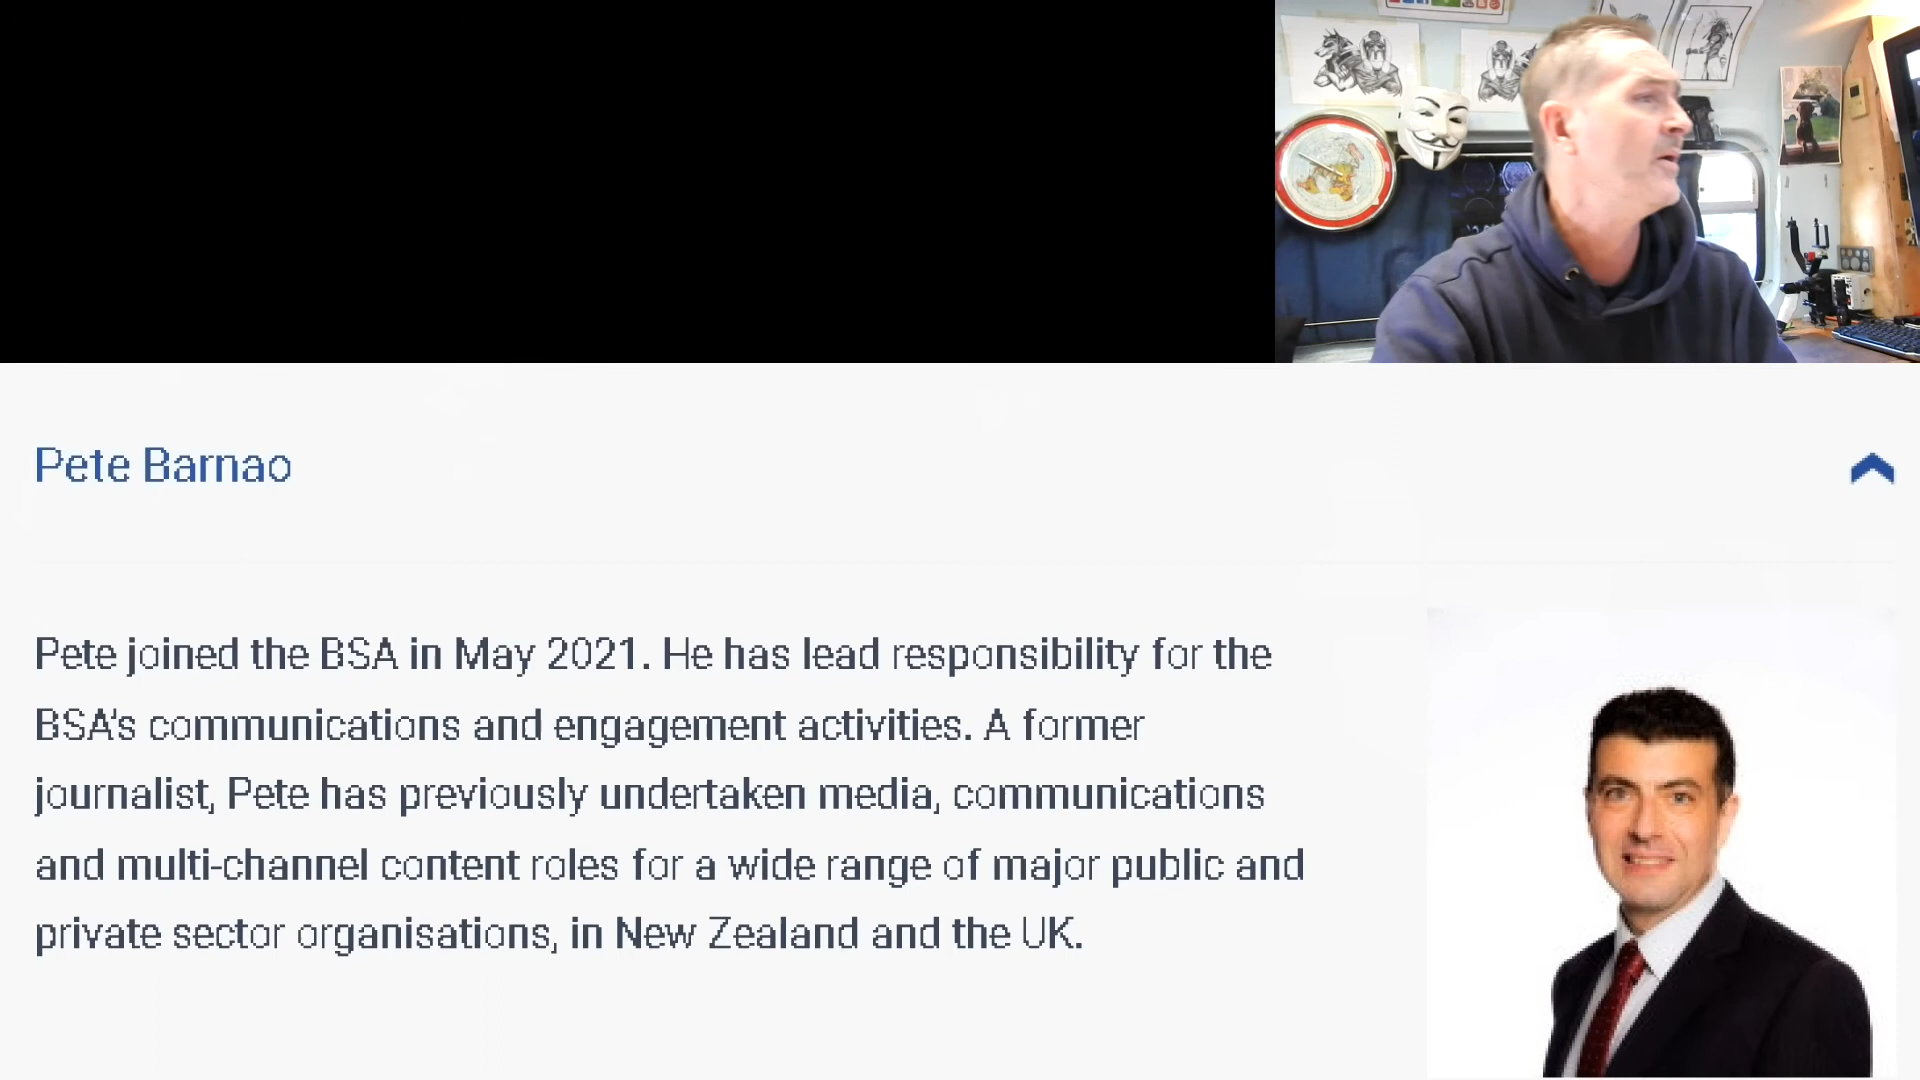 Pete Barnao
Pete joined the BSA in May 2021. He has lead responsibility for the
BSA's communications and engagement activities. A former
journalist, Pete has previously undertaken media, communications
and multi-channel content roles for a wide range of major public and
private sector organisations, in New Zealand and the UK.